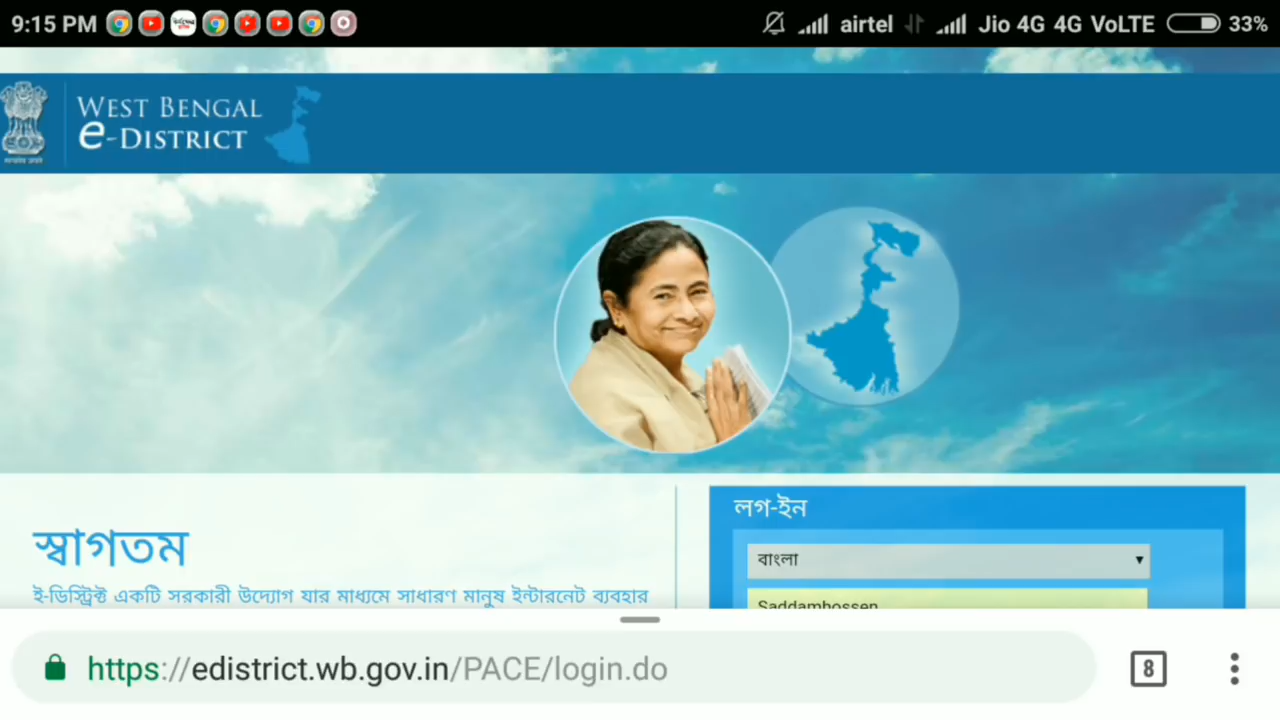 9:15 PM airtel Jio 4G 4G VoLTE 33%
WEST BENGAL
e-DISTRICT
স্বাগতম
ই-ডিস্ট্রিক্ট একটি সরকারী উদ্যোগ যার মাধ্যমে সাধারণ মানুষ ইন্টারনেট ব্যবহার
লগ-ইন
বাংলা
Saddamhossen
https://edistrict.wb.gov.in/PACE/login.do
8